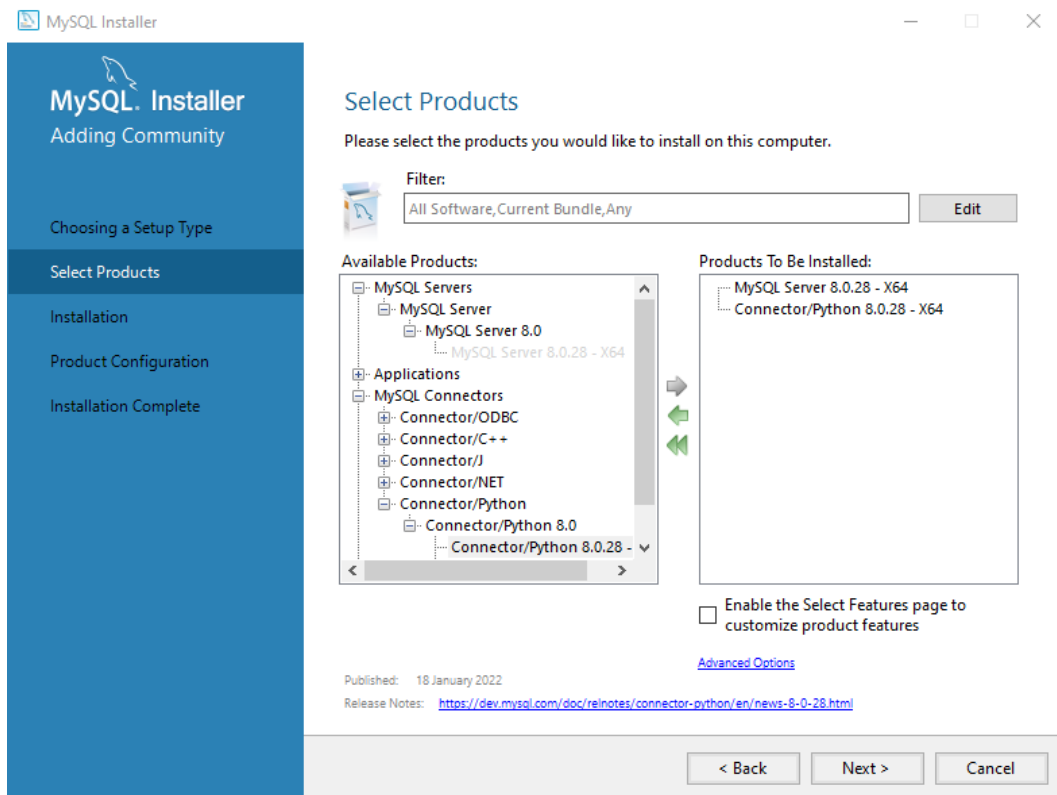 MySQL Installer
MySQL. Installer
Adding Community
Choosing a Setup Type
Select Products
Installation
Product Configuration
Installation Complete
Select Products
Please select the products you would like to install on this computer.
Filter:
All Software,Current Bundle,Any
Edit
Available Products:
MySQL Servers
MySQL Server
MySQL Server 8.0
MySQL Server 8.0.28 - X64
Applications
MySQL Connectors
Connector/ODBC
Connector/C++
Connector/J
Connector/NET
Connector/Python
Connector/Python 8.0
Connector/Python 8.0.28 -
Products To Be Installed:
MySQL Server 8.0.28 - X64
Connector/Python 8.0.28 - X64
Enable the Select Features page to
customize product features
Advanced Options
Published: 18 January 2022
Release Notes: https://dev.mysql.com/doc/relnotes/connector-python/en/news-8-0-28.html
< Back
Next >
Cancel